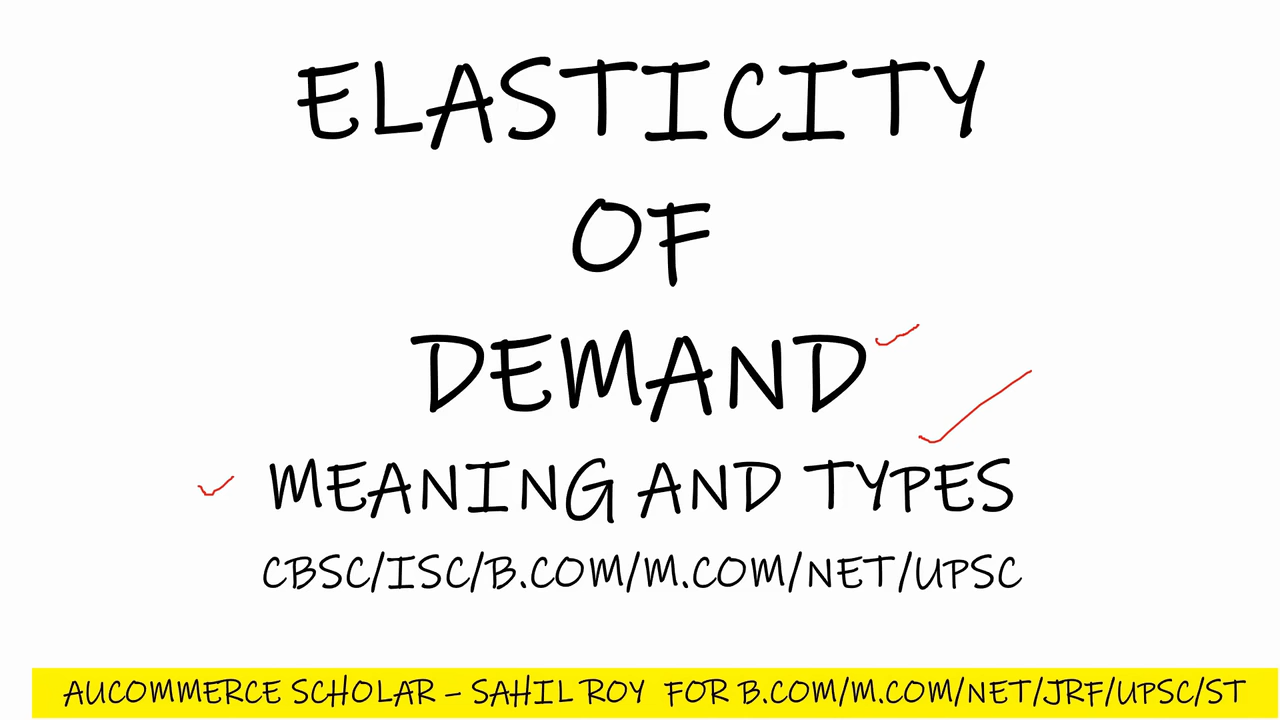 ELASTICITY
OF
DEMAND
MEANING AND TYPES
CBSC/ISC/B.COM/M.COM/NET/UPSC
AUCOMMERCE SCHOLAR – SAHIL ROY FOR B.COM/M.COM/NET/JRF/UPSC/ST